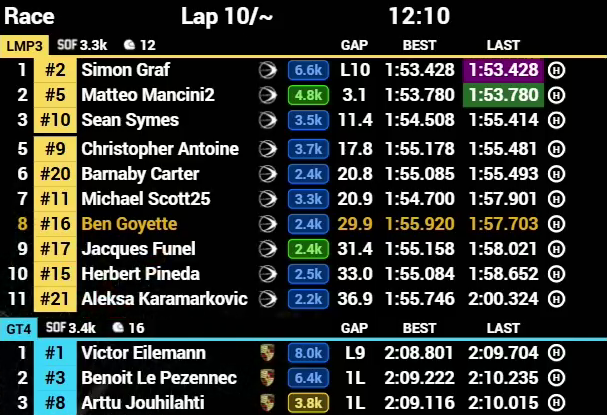 Race Lap 10/~ 12:10
LMP3 SOF 3.3k 12 GAP BEST LAST
1 #2 Simon Graf 6.6k L10 1:53.428 1:53.428 H
2 #5 Matteo Mancini2 4.8k 3.1 1:53.780 1:53.780 H
3 #10 Sean Symes 3.5k 11.4 1:54.508 1:55.414 H
5 #9 Christopher Antoine 3.7k 17.8 1:55.178 1:55.481 H
6 #20 Barnaby Carter 2.4k 20.8 1:55.085 1:55.493 H
7 #11 Michael Scott25 3.3k 20.9 1:54.700 1:57.901 H
8 #16 Ben Goyette 2.4k 29.9 1:55.920 1:57.703 H
9 #17 Jacques Funel 2.4k 31.4 1:55.158 1:58.021 H
10 #15 Herbert Pineda 2.5k 33.0 1:55.084 1:58.652 H
11 #21 Aleksa Karamarkovic 2.2k 36.9 1:55.746 2:00.324 H
GT4 SOF 3.4k 16 GAP BEST LAST
1 #1 Victor Eilemann 8.0k L9 2:08.801 2:09.704 H
2 #3 Benoit Le Pezennec 6.4k 1L 2:09.222 2:10.235 H
3 #8 Arttu Jouhilahti 3.8k 1L 2:09.116 2:10.015 H